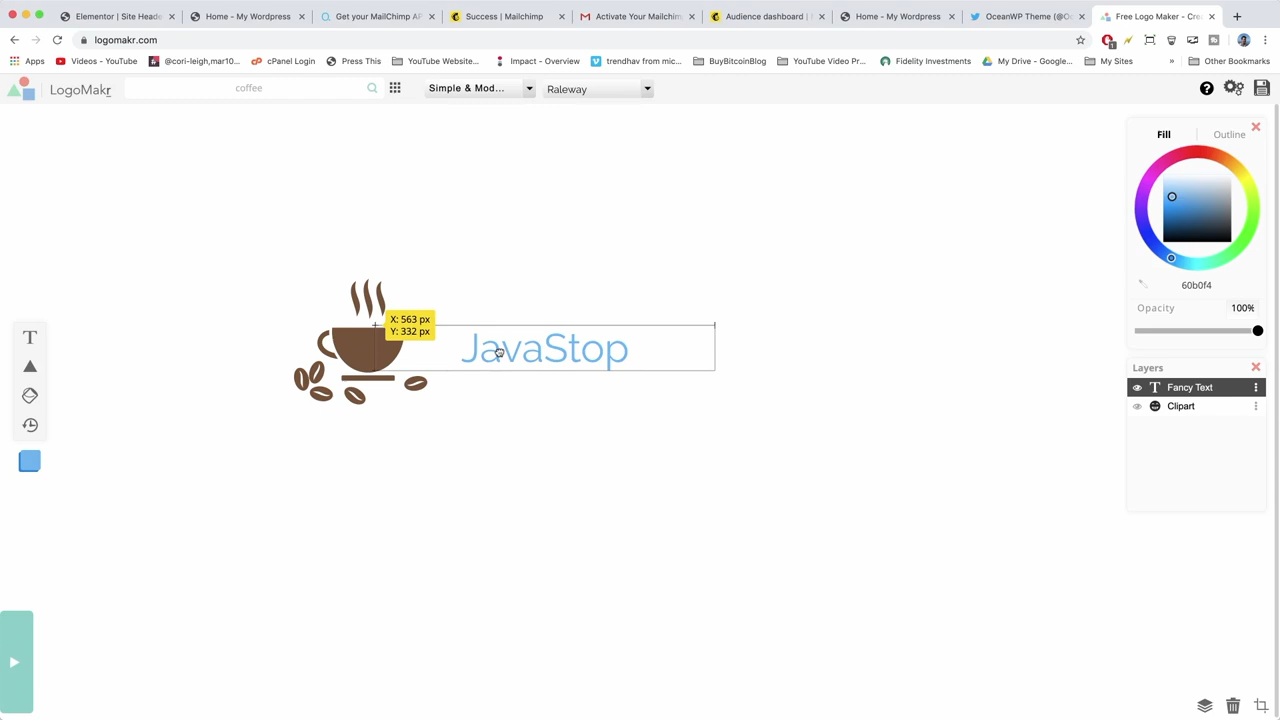 Elementor | Site Heade
Home - My Wordpress
Get your MailChimp AP
Success | Mailchimp
Activate Your Mailchim
Audience dashboard |
Home - My Wordpress
OceanWP Theme (@Oc
Free Logo Maker - Cre
logomakr.com
1
Apps
Videos - YouTube
@cori-leigh,mar10...
cPanel Login
Press This
YouTube Website...
Impact - Overview
trendhav from mic...
BuyBitcoinBlog
YouTube Video Pr...
Fidelity Investments
My Drive - Google...
My Sites
»
Other Bookmarks
LogoMakr
coffee
Simple & Mod...
Raleway
Fill
Outline
60b0f4
Opacity
100%
X: 563 px
Y: 332 px
JavaStop
T
Layers
T Fancy Text
Clipart